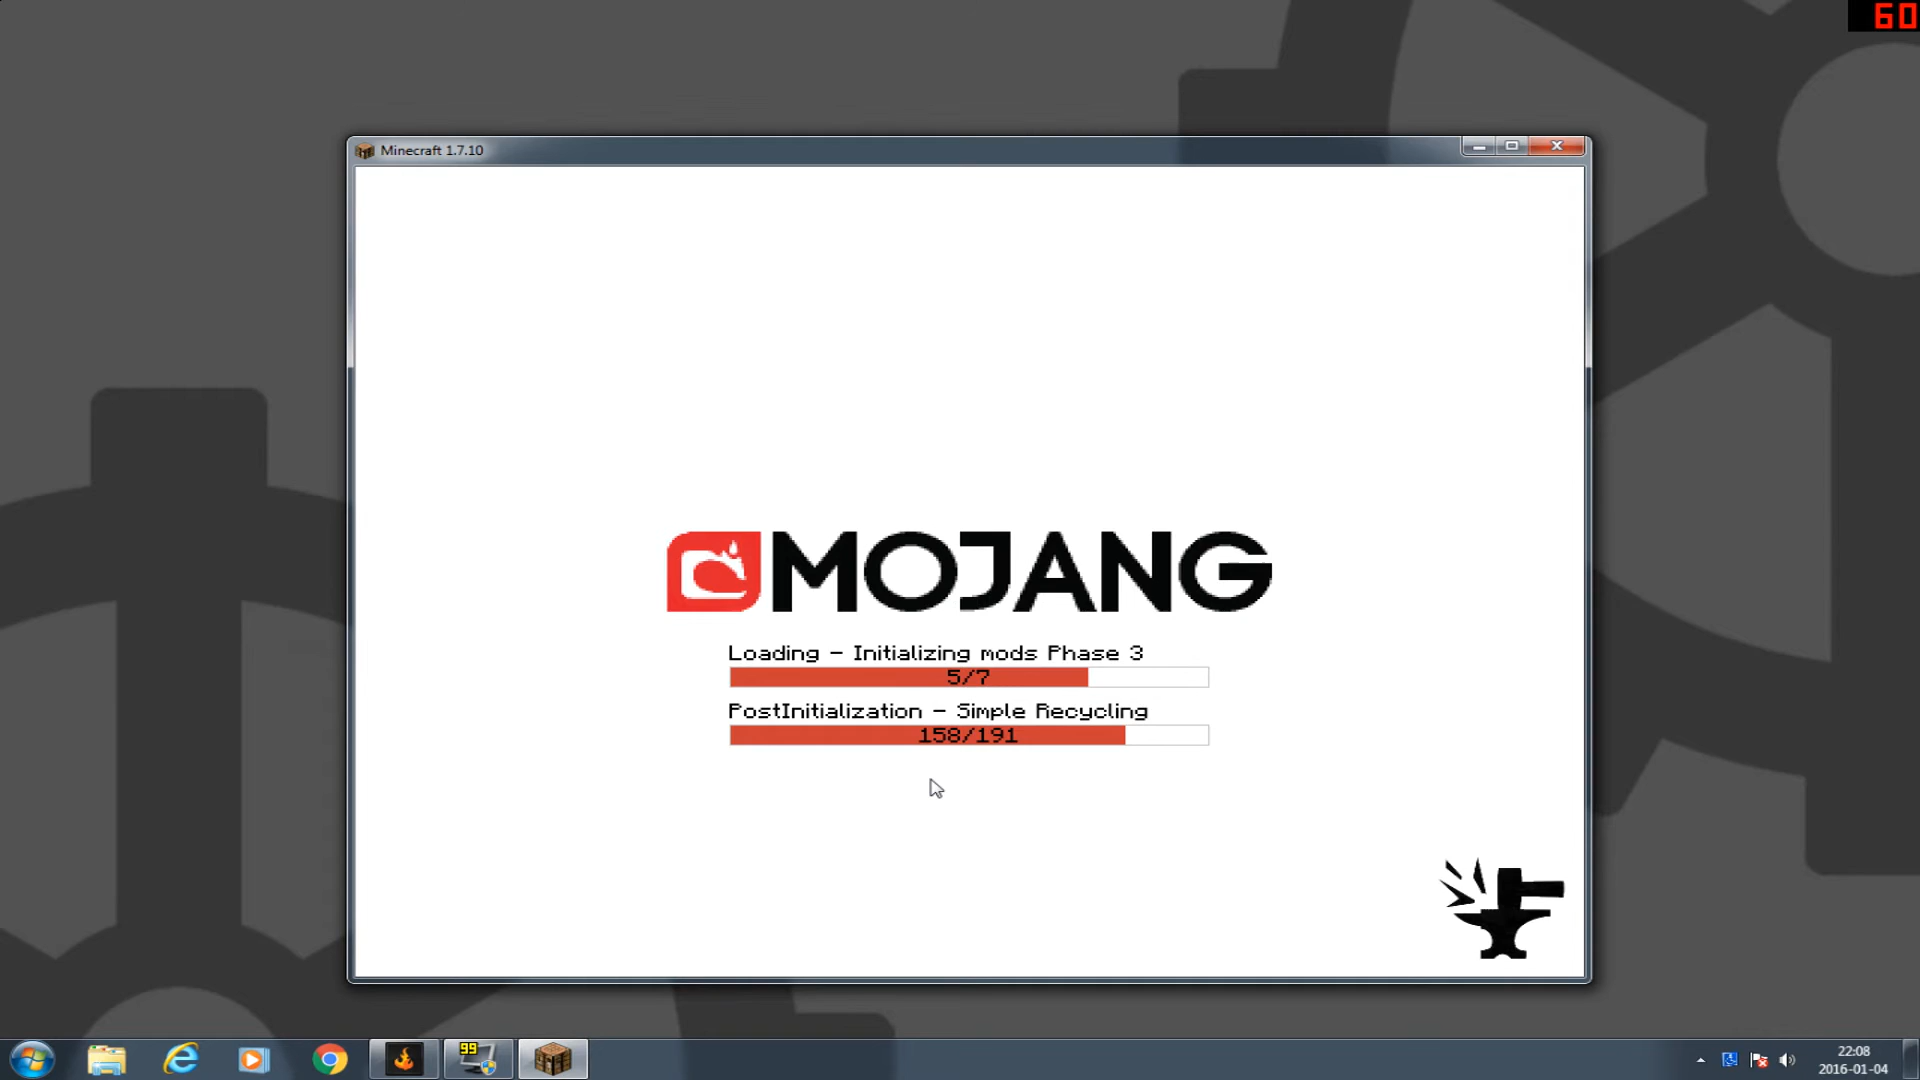 60
Minecraft 1.7.10
MOJANG
Loading - Initializing mods Phase 3
5/7
PostInitialization - Simple Recycling
158/191
99
22:08
2016-01-04